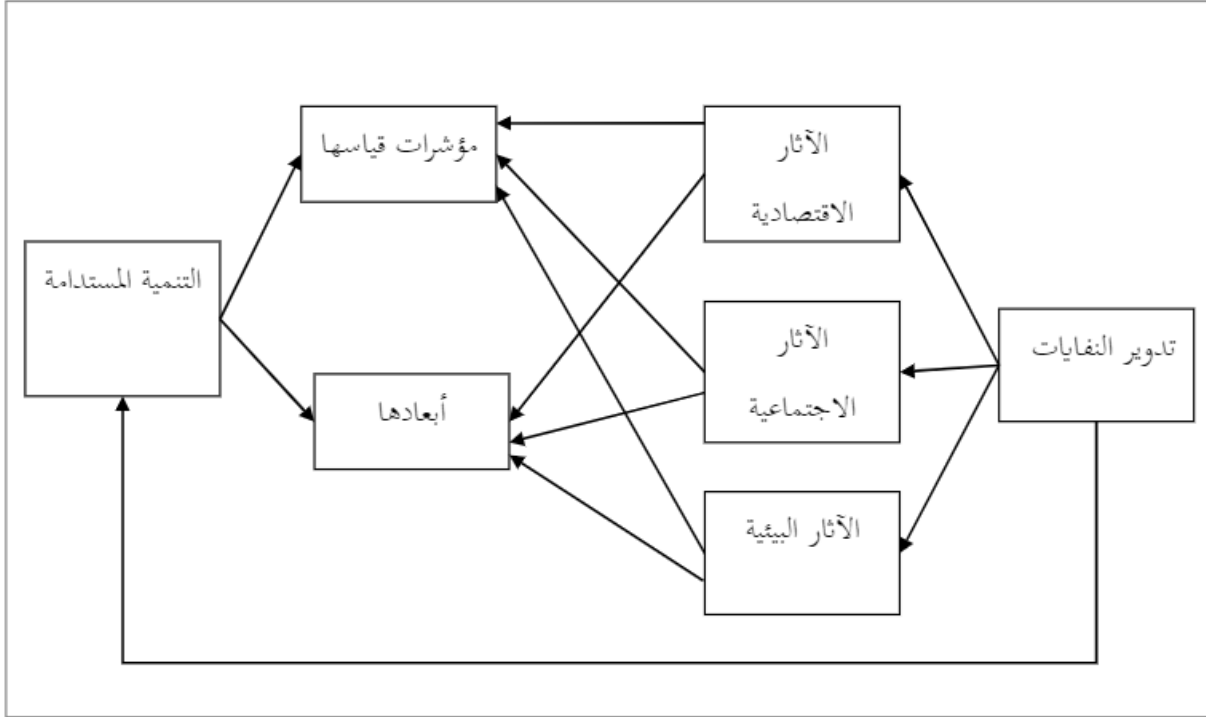 الآثار
الاقتصادية
مؤشرات قياسها
التنمية المستدامة
تدوير النفايات
الآثار
الاجتماعية
أبعادها
الآثار البيئية